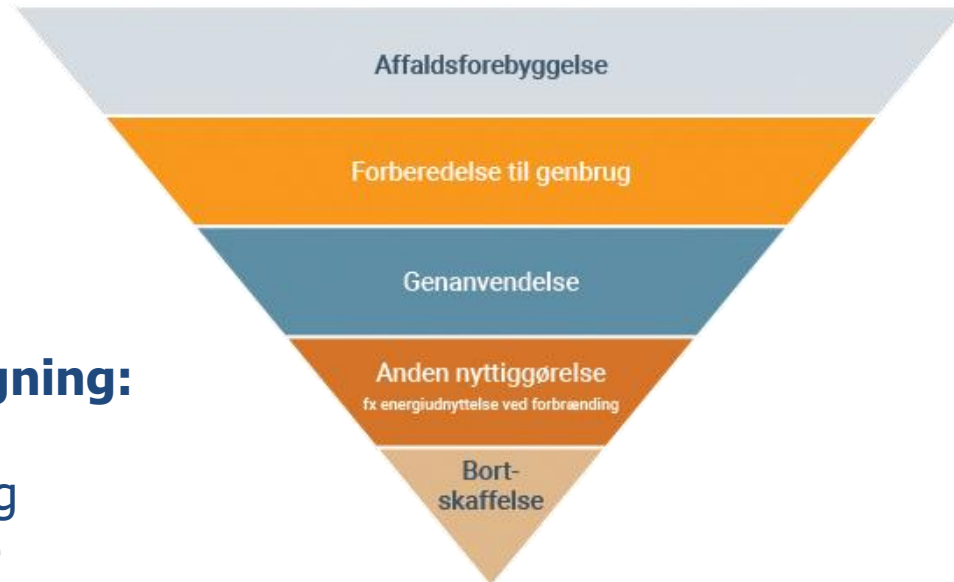 Affaldsforebyggelse
Forberedelse til genbrug
Genanvendelse
Anden nyttiggørelse
fx energiudnyttelse ved forbrænding
Bort-
skaffelse
gning:
g